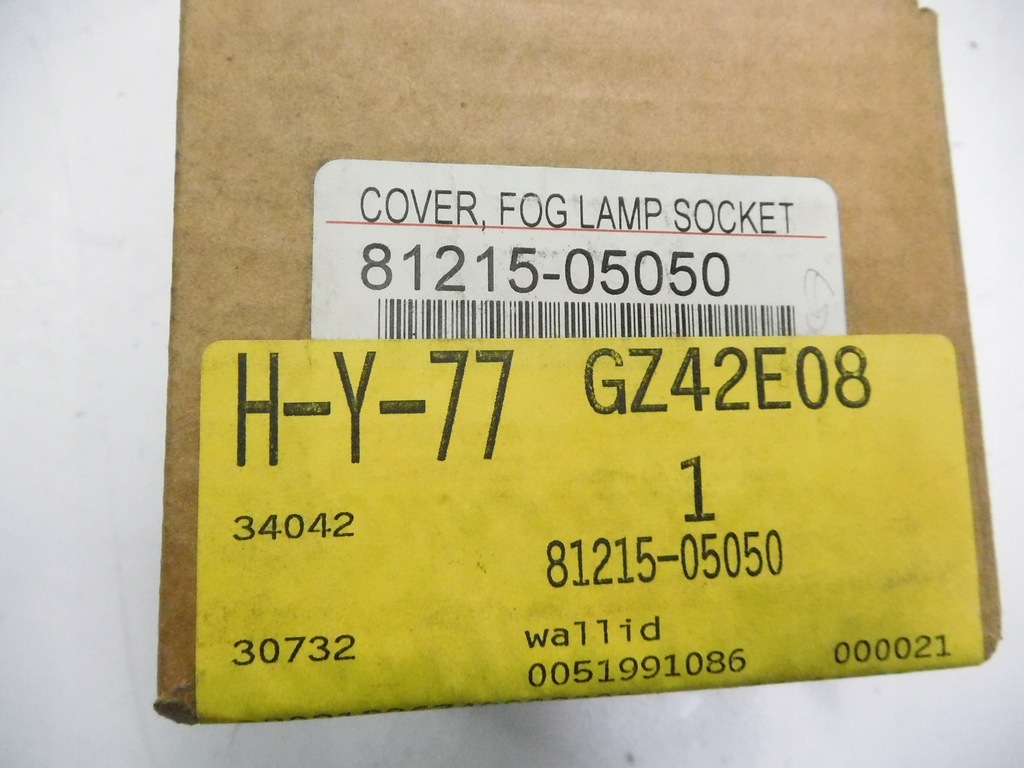 COVER, FOG LAMP SOCKET
81215-05050
H-Y-77 GZ42E08
1
34042
81215-05050
wallid
30732
0051991086 000021